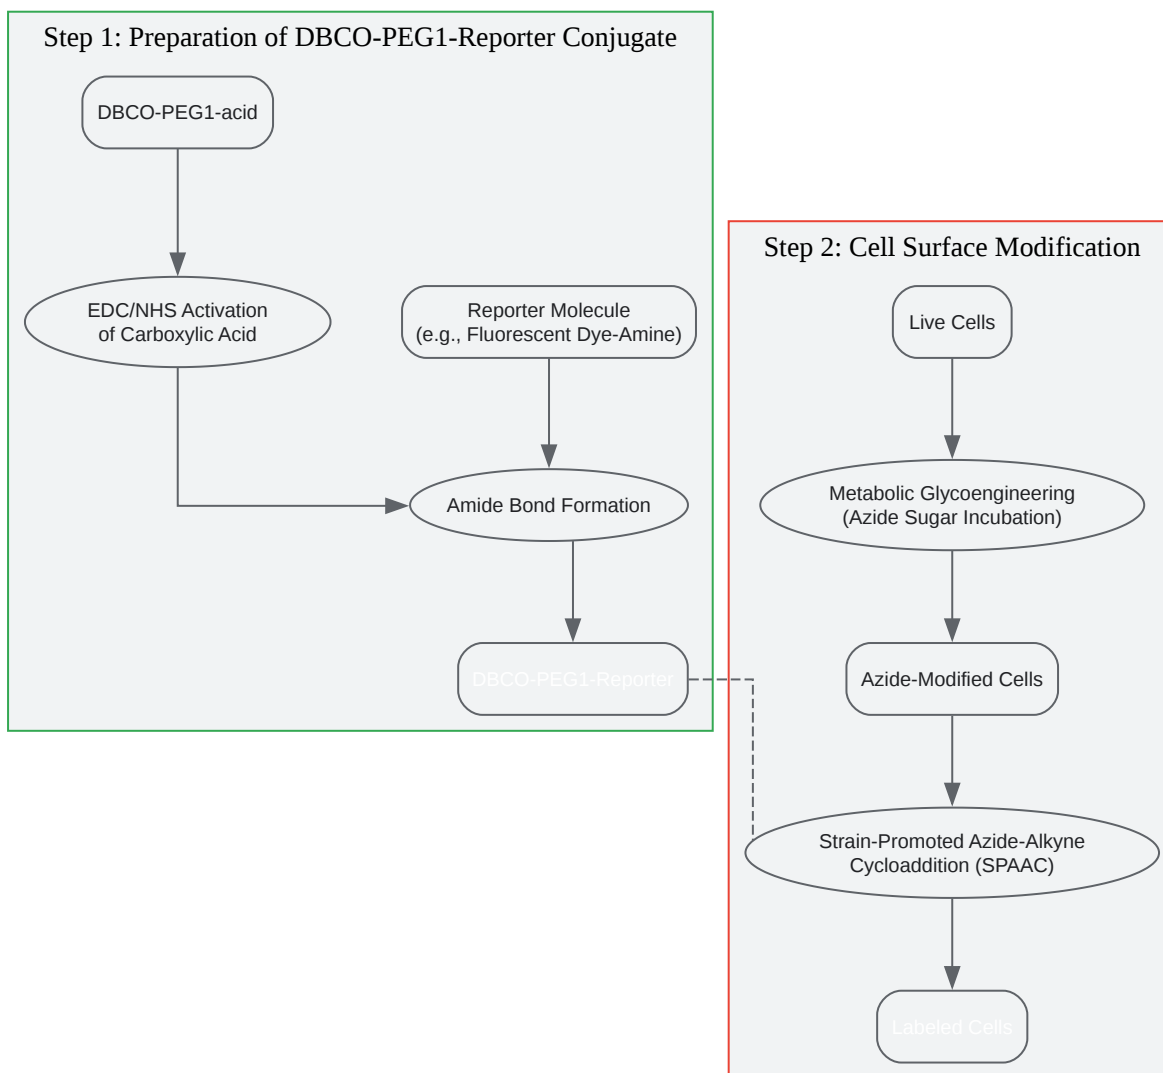 Step 1: Preparation of DBCO-PEG1-Reporter Conjugate
DBCO-PEG1-acid
EDC/NHS Activation
of Carboxylic Acid
Reporter Molecule
(e.g., Fluorescent Dye-Amine)
Amide Bond Formation
DBCO-PEG1-Reporter
Step 2: Cell Surface Modification
Live Cells
Metabolic Glycoengineering
(Azide Sugar Incubation)
Azide-Modified Cells
Strain-Promoted Azide-Alkyne
Cycloaddition (SPAAC)
Labeled Cells